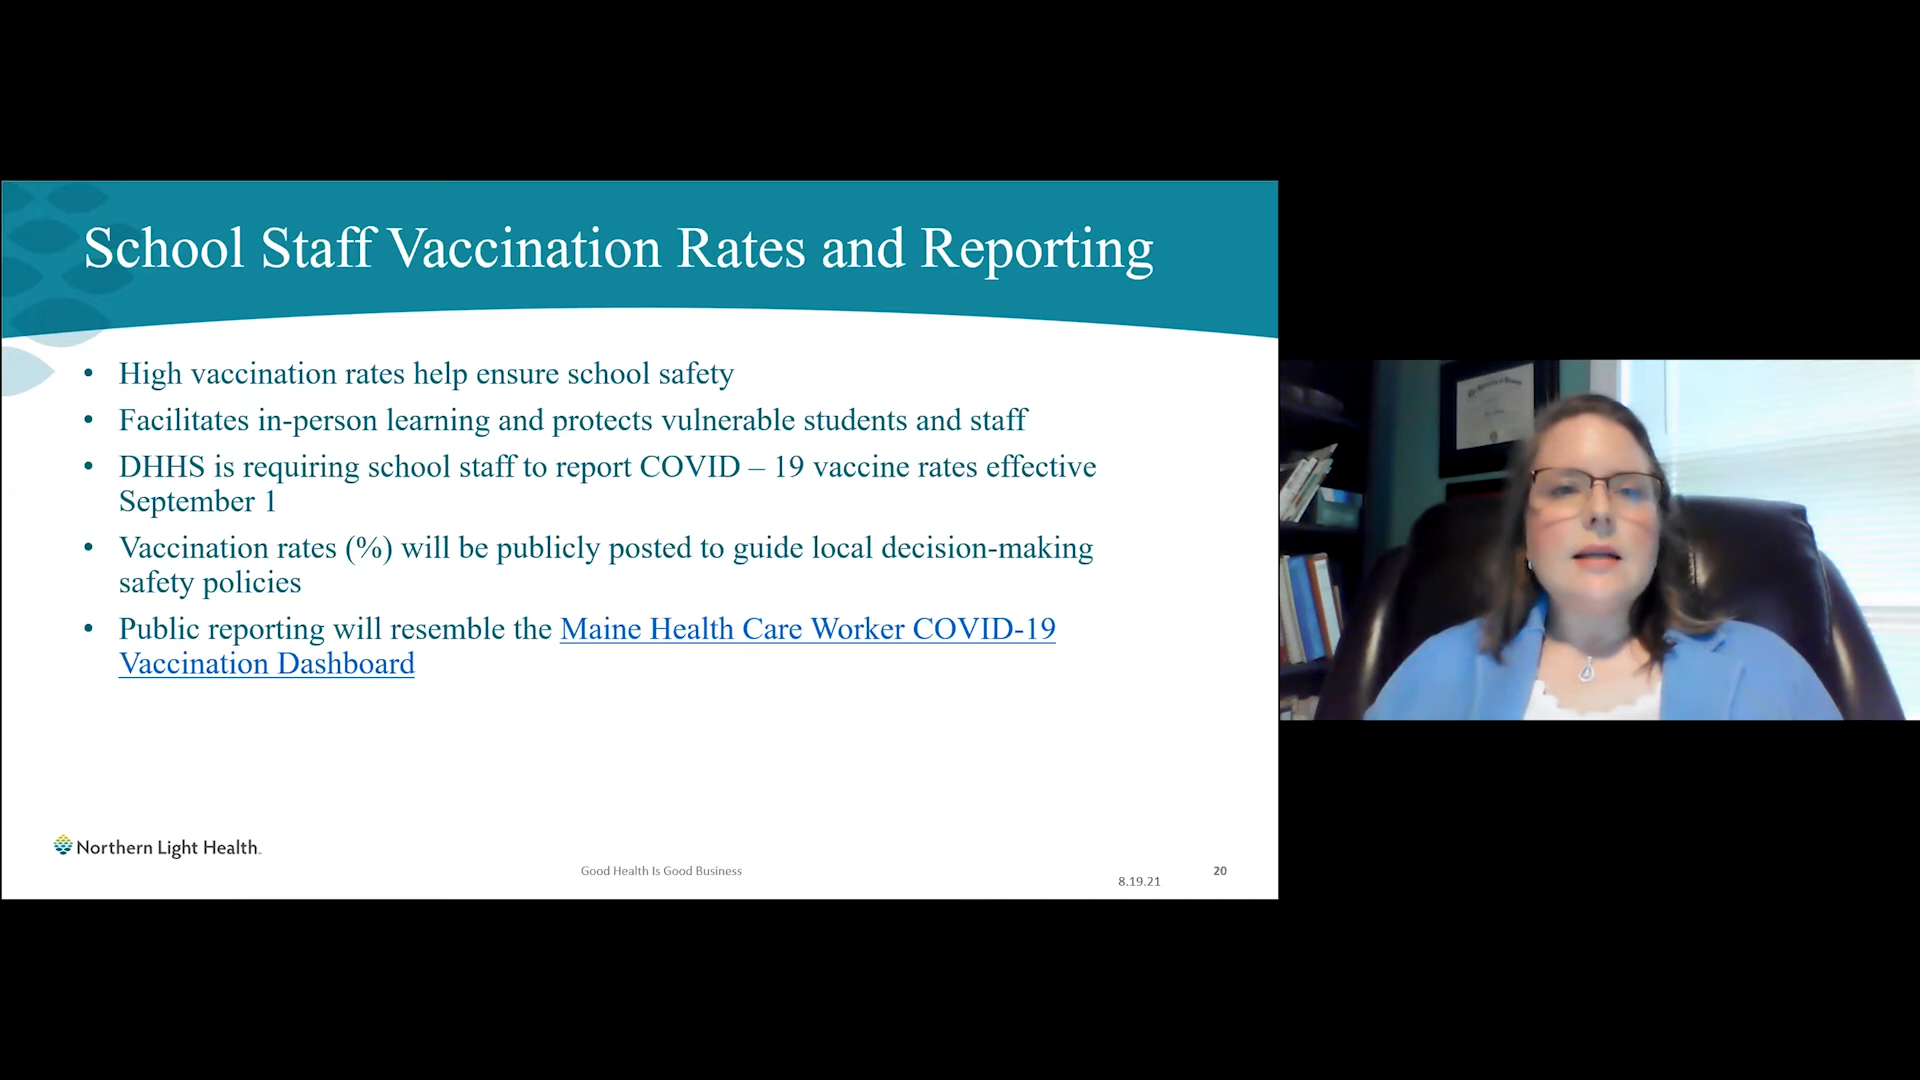 School Staff Vaccination Rates and Reporting
• High vaccination rates help ensure school safety
• Facilitates in-person learning and protects vulnerable students and staff
• DHHS is requiring school staff to report COVID – 19 vaccine rates effective
September 1
• Vaccination rates (%) will be publicly posted to guide local decision-making
safety policies
• Public reporting will resemble the Maine Health Care Worker COVID-19
Vaccination Dashboard
Northern Light Health
Good Health Is Good Business
8.19.21
20